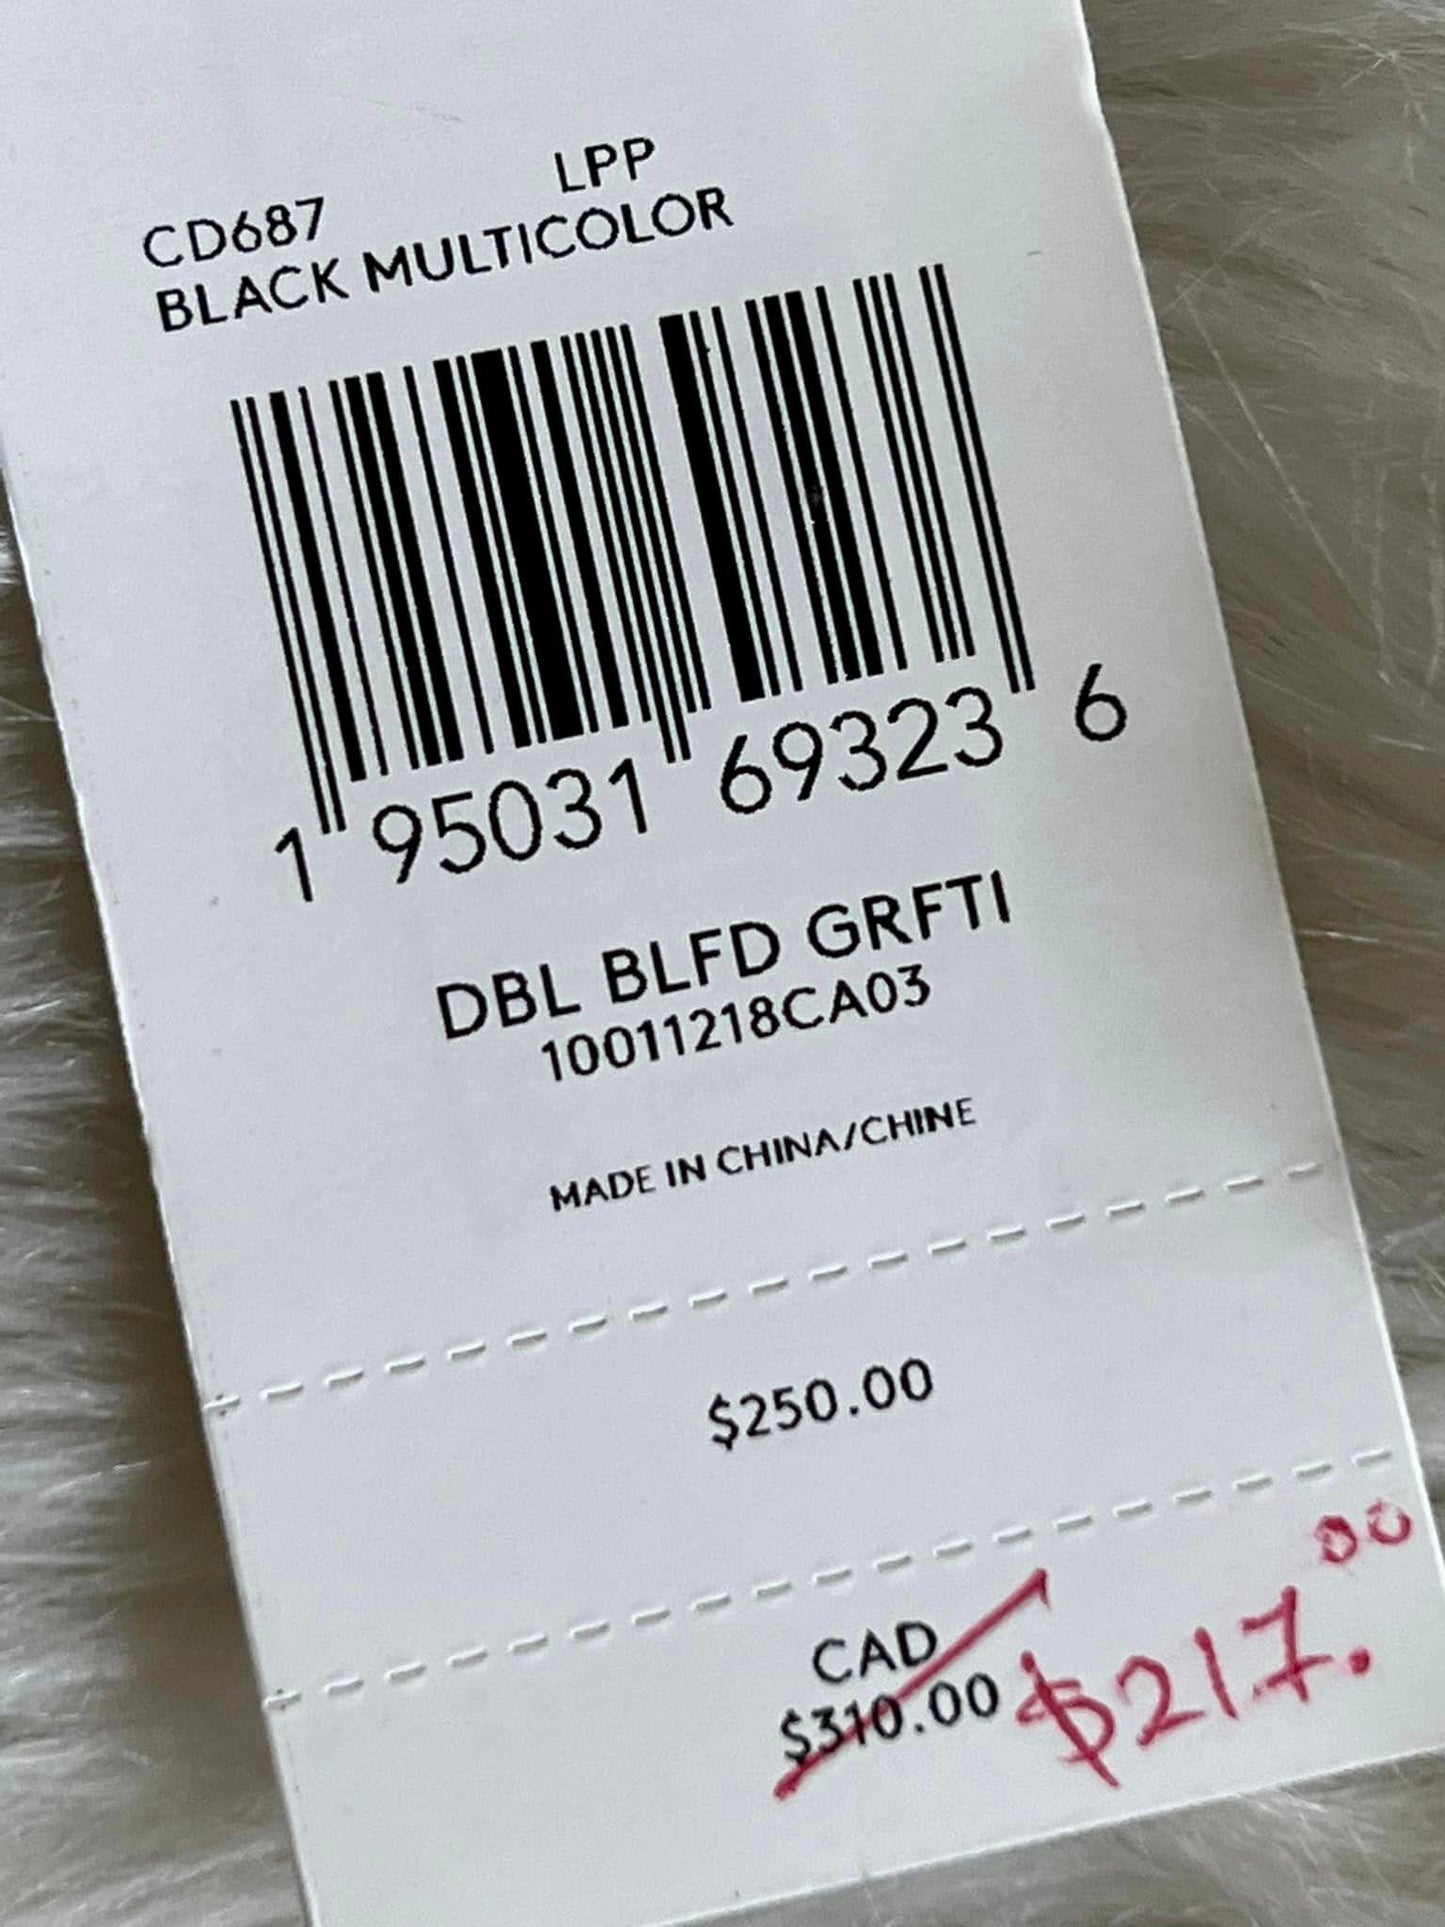 LPP
CD687
BLACK MULTICOLOR
1 95031 69323 6
DBL BLFD GRFTI
10011218CA03
MADE IN CHINA/CHINE
$250.00
CAD
$310.00 $217.00